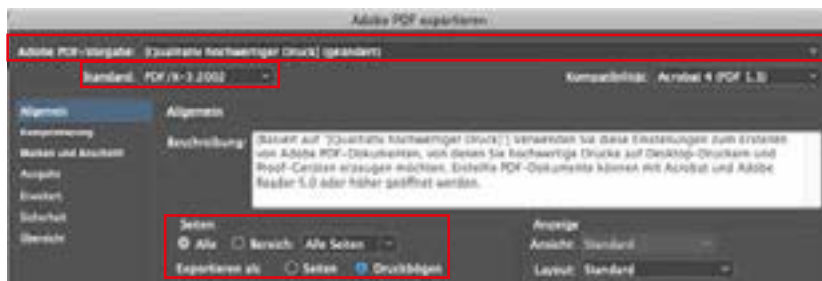 Adobe PDF exportieren
Adobe PDF-Vorgabe: [Qualitativ hochwertiger Druck] (geändert)
Standard: PDF/X-3:2002 Kompatibilität: Acrobat 4 (PDF 1.3)
Allgemein Allgemein
Komprimierung
Marken und Anschnitt
Ausgabe
Erweitert
Sicherheit
Übersicht
Beschreibung: [Basiert auf "[Qualitativ hochwertiger Druck]"] Verwenden Sie diese Einstellungen zum Erstellen
von Adobe PDF-Dokumenten, von denen Sie hochwertige Drucke auf Desktop-Druckern und
Proof-Geräten erzeugen möchten. Erstellte PDF-Dokumente können mit Acrobat und Adobe
Reader 5.0 oder höher geöffnet werden.
Seiten
Alle Bereich: Alle Seiten
Exportieren als: Seiten Druckbögen
Anzeige
Ansicht: Standard
Layout: Standard